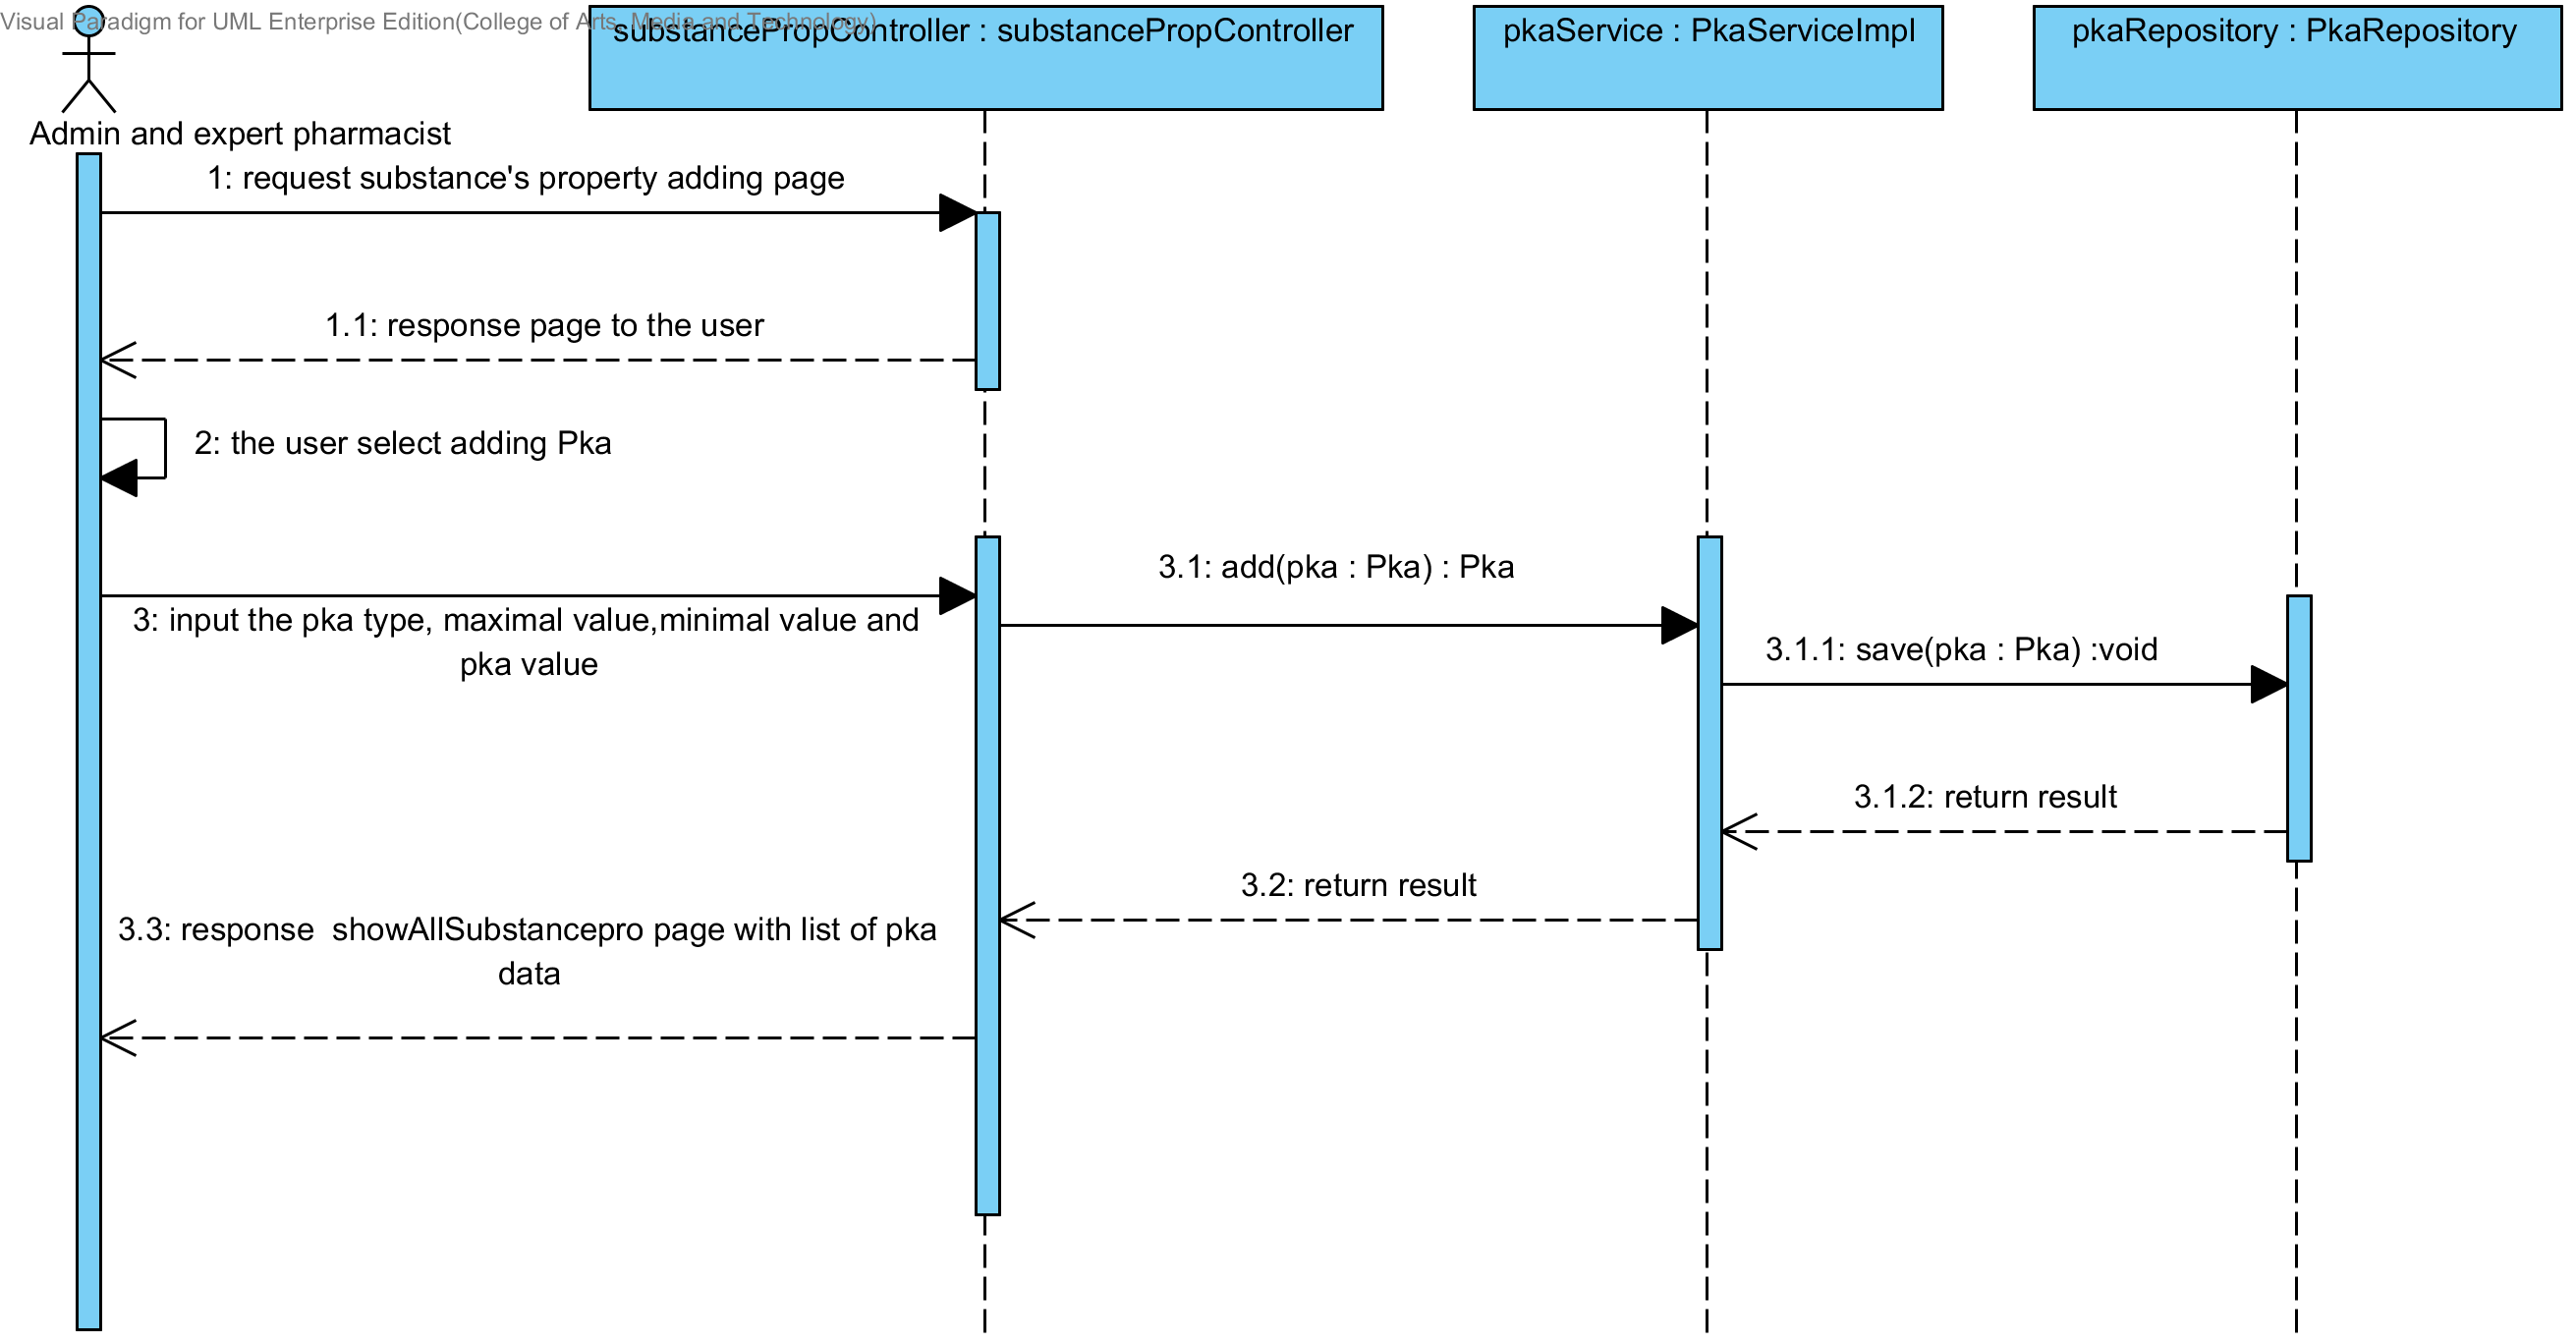 Visual Paradigm for UML Enterprise Edition(College of Arts, Media and Technology)
substancePropController : substancePropController
pkaService : PkaServiceImpl
pkaRepository : PkaRepository
Admin and expert pharmacist
1: request substance's property adding page
1.1: response page to the user
2: the user select adding Pka
3: input the pka type, maximal value,minimal value and
pka value
3.1: add(pka : Pka) : Pka
3.1.1: save(pka : Pka) :void
3.1.2: return result
3.2: return result
3.3: response  showAllSubstancepro page with list of pka
data